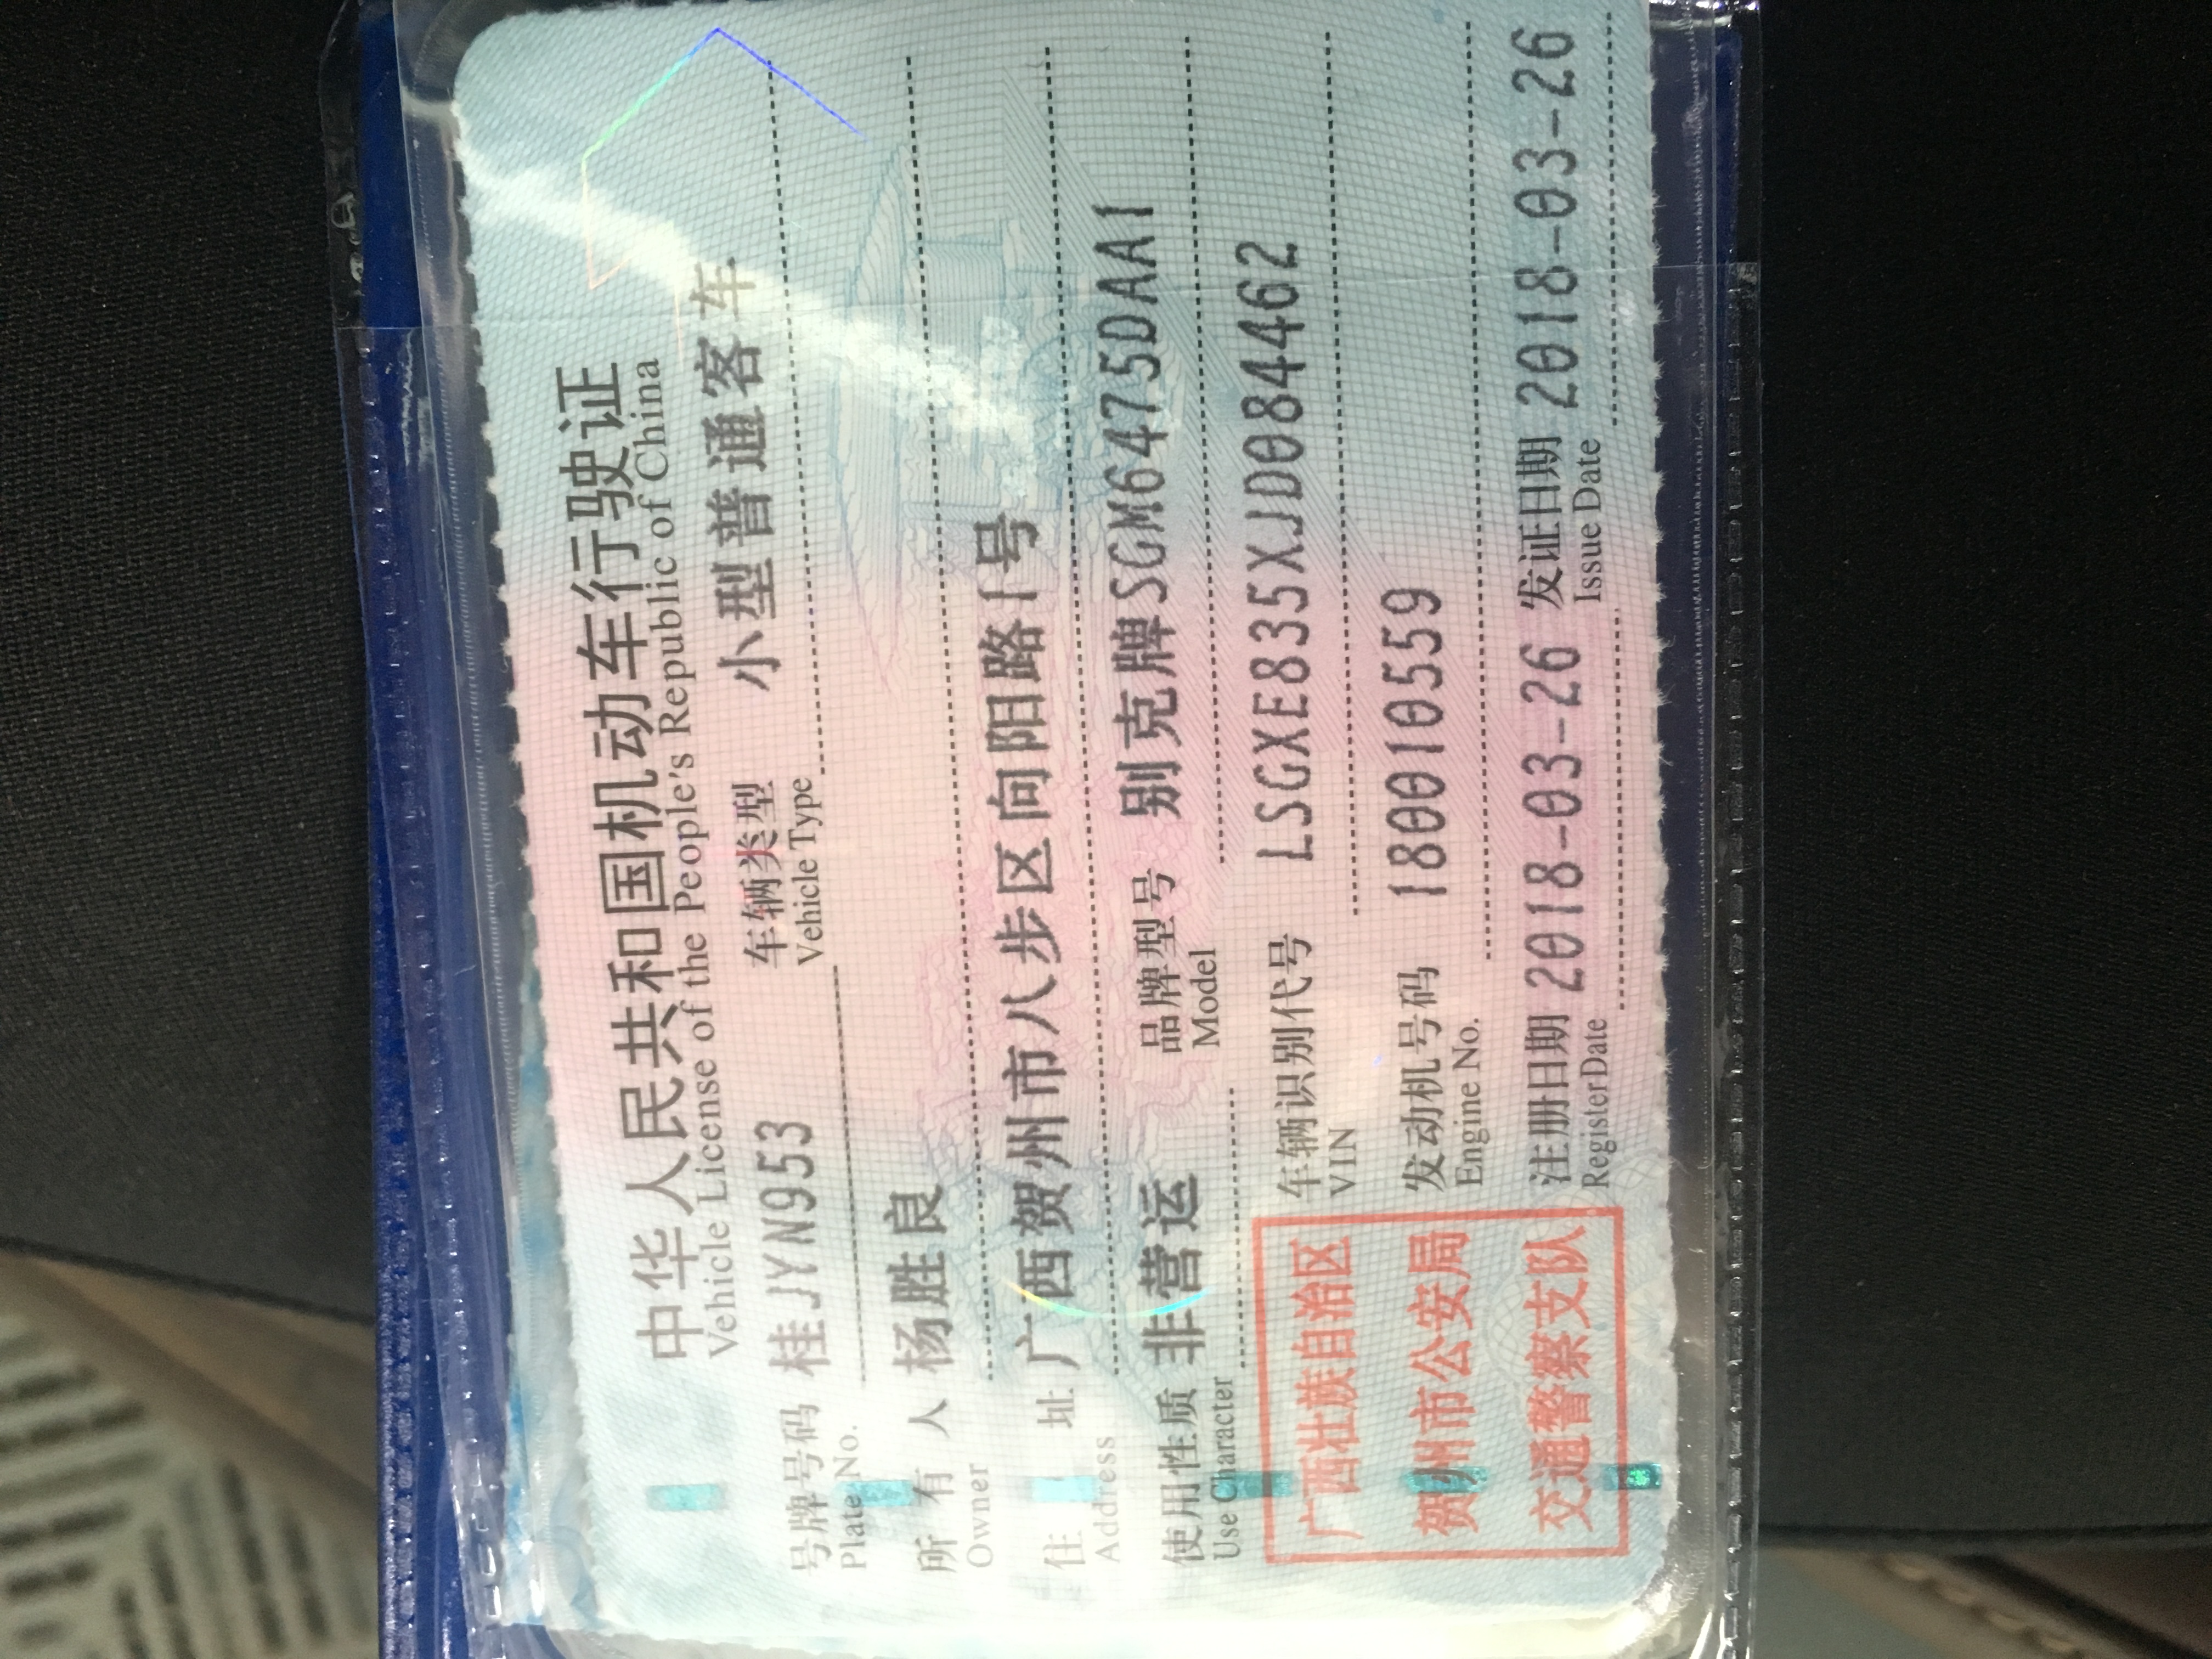 中华人民共和国机动车行驶证
Vehicle License of the People's Republic of China
号牌号码 桂JYN953 车辆类型 小型普通客车
Plate No. Vehicle Type
所有人 杨胜良
Owner
住址 广西贺州市八步区向阳路1号
Address
使用性质 非营运 品牌型号 别克牌SGM6475DAA1
Use Character Model
车辆识别代号 LSGXE835XJD084462
VIN
发动机号码 180010559
Engine No.
注册日期 2018-03-26 发证日期 2018-03-26
Register Date Issue Date
广西壮族自治区
贺州市公安局
交通警察支队